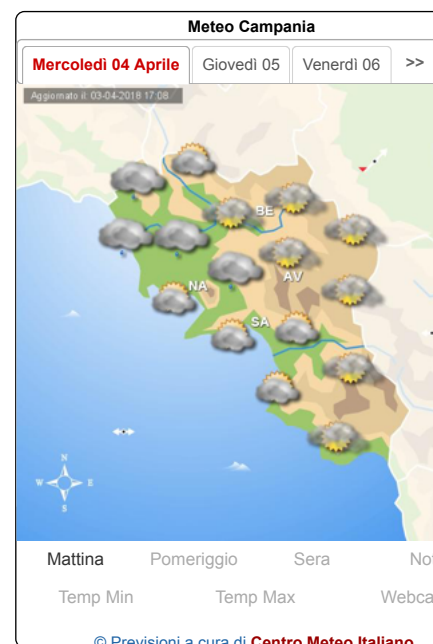 Meteo Campania
Mercoledì 04 Aprile Giovedì 05 Venerdì 06 >>
Aggiornato il: 03-04-2018 17:08
BE
AV
NA
SA
N
W E
S
Mattina Pomeriggio Sera
Temp Min Temp Max
© Previsioni a cura di Centro Meteo Italiano